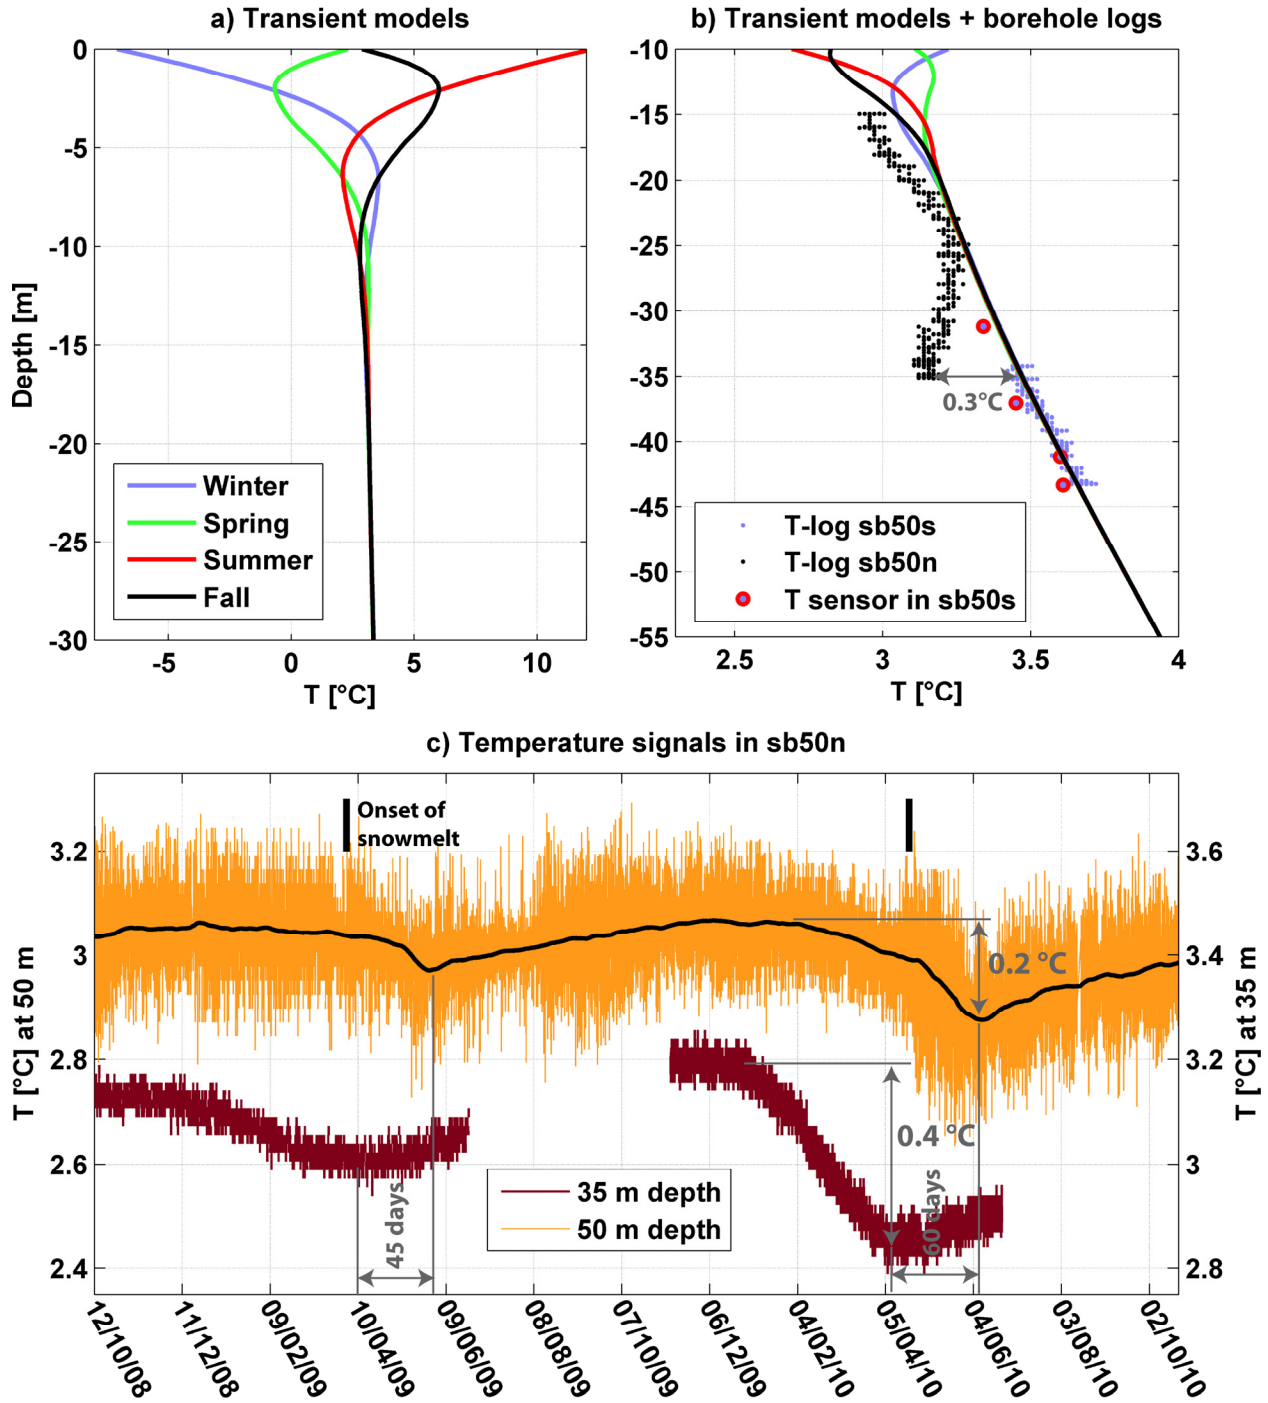 a) Transient models
0
-5
-10
-15
-20
-25
-30
Depth [m]
Winter
Spring
Summer
Fall
-5
0
5
10
T [°C]
b) Transient models + borehole logs
-10
-15
-20
-25
-30
-35
-40
-45
-50
-55
0.3°C
T-log sb50s
T-log sb50n
T sensor in sb50s
2.5
3
3.5
4
T [°C]
c) Temperature signals in sb50n
Onset of
snowmelt
3.2
3
2.8
2.6
2.4
T [°C] at 50 m
3.6
3.4
3.2
3
2.8
T [°C] at 35 m
0.2 °C
0.4 °C
45 days
60 days
35 m depth
50 m depth
12/10/08
11/12/08
09/02/09
10/04/09
09/06/09
08/08/09
07/10/09
06/12/09
04/02/10
05/04/10
04/06/10
03/08/10
02/10/10